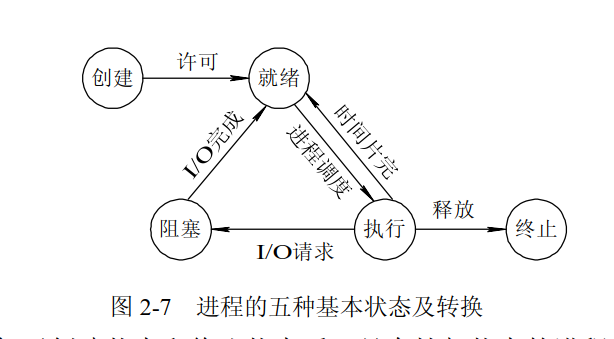 创建
许可
就绪
I/O完成
进程调度
时间片完
阻塞
执行
释放
终止
I/O请求
图 2-7 进程的五种基本状态及转换